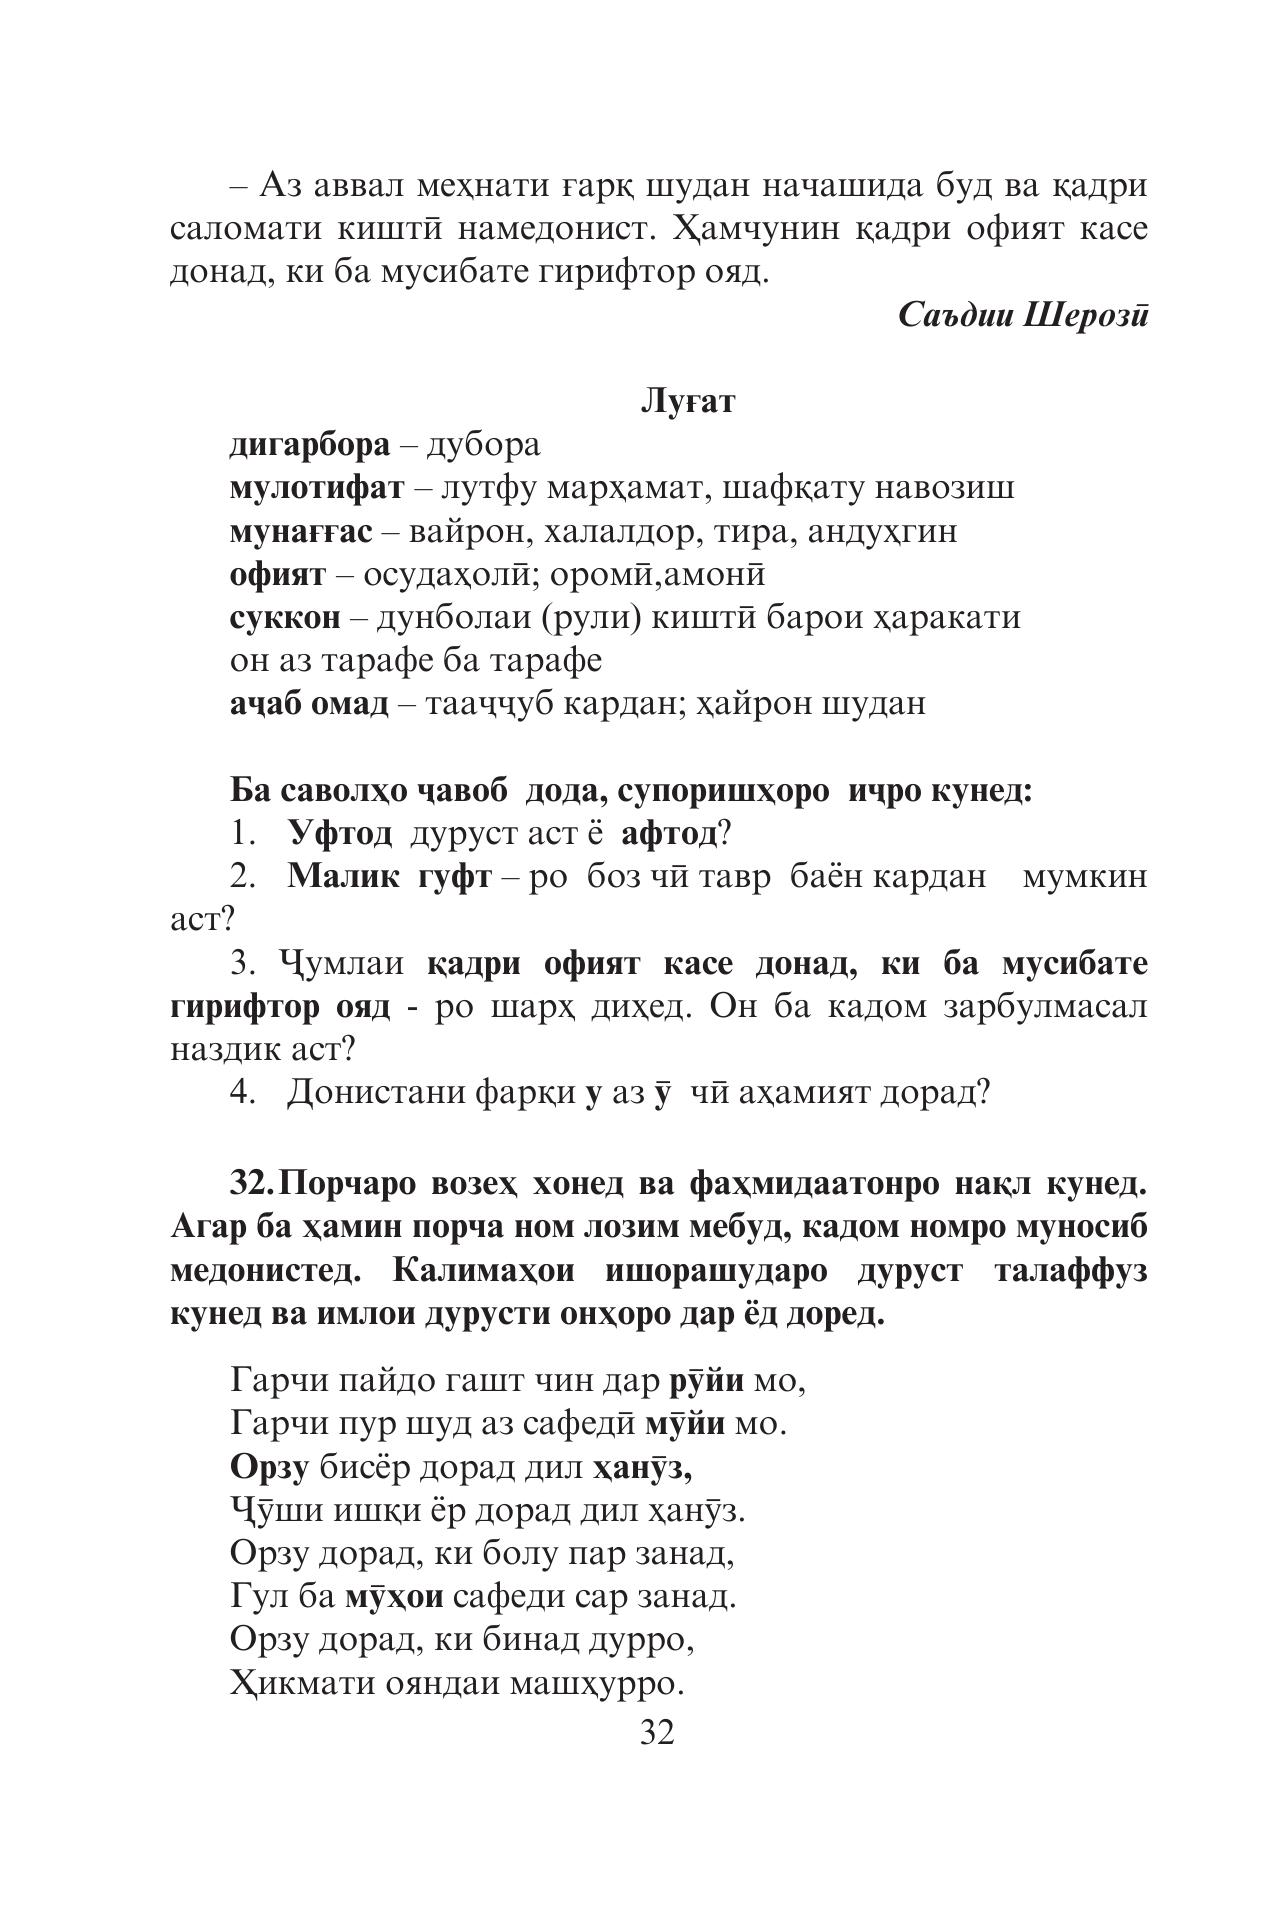 – Аз аввал меҳнати ғарқ шудан начашида буд ва қадри
саломати киштӣ намедонист. Ҳамчунин қадри офият касе
донад, ки ба мусибате гирифтор ояд.
Саъдии Шерозӣ
Луғат
дигарбора – дубора
мулотифат – лутфу марҳамат, шафқату навозиш
мунағғас – вайрон, халалдор, тира, андуҳгин
офият – осудаҳолӣ; оромӣ,амонӣ
суккон – дунболаи (рули) киштӣ барои ҳаракати
он аз тарафе ба тарафе
аҷаб омад – тааҷҷуб кардан; ҳайрон шудан
Ба саволҳо ҷавоб дода, супоришҳоро иҷро кунед:
1. Уфтод дуруст аст ё афтод?
2. Малик гуфт – ро боз чӣ тавр баён кардан мумкин
аст?
3. Ҷумлаи қадри офият касе донад, ки ба мусибате
гирифтор ояд - ро шарҳ диҳед. Он ба кадом зарбулмасал
наздик аст?
4. Донистани фарқи у аз ӯ чӣ аҳамият дорад?
32. Порчаро возеҳ хонед ва фаҳмидаатонро нақл кунед.
Агар ба ҳамин порча ном лозим мебуд, кадом номро муносиб
медонистед. Калимаҳои ишорашударо дуруст талаффуз
кунед ва имлои дурусти онҳоро дар ёд доред.
Гарчи пайдо гашт чин дар рӯйи мо,
Гарчи пур шуд аз сафедӣ мӯйи мо.
Орзу бисёр дорад дил ҳанӯз,
Ҷӯши ишқи ёр дорад дил ҳанӯз.
Орзу дорад, ки болу пар занад,
Гул ба мӯҳои сафеди сар занад.
Орзу дорад, ки бинад дурро,
Ҳикмати ояндаи машҳурро.
32